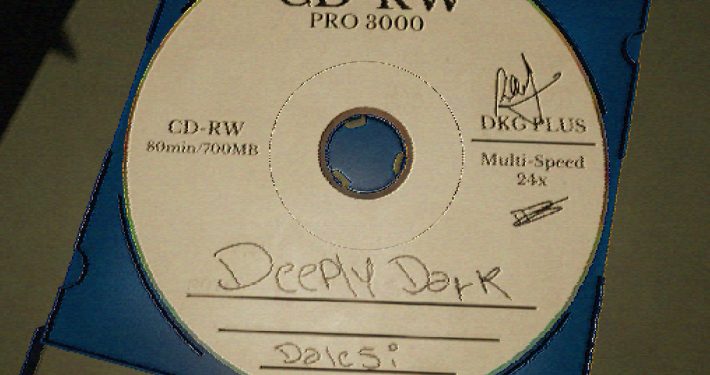 CD-RW
PRO 3000
DKG PLUS
CD-RW
80min/700MB
Multi-Speed
24x
Deeply Dark
Dalcsi